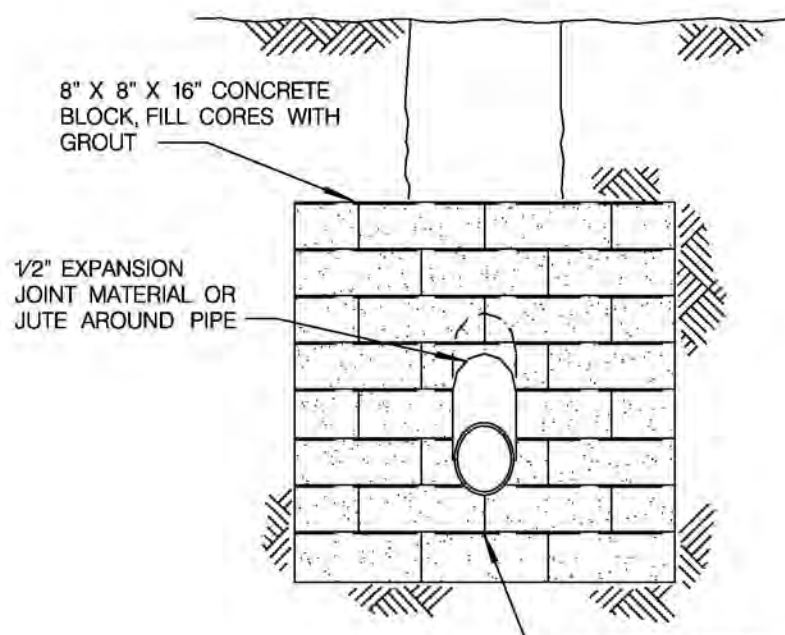 8" X 8" X 16" CONCRETE
BLOCK, FILL CORES WITH
GROUT
1/2" EXPANSION
JOINT MATERIAL OR
JUTE AROUND PIPE